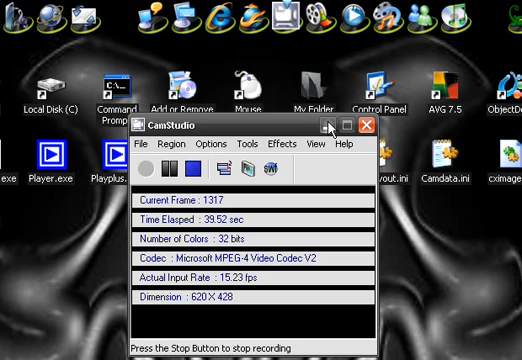 Local Disk (C)
Command
Promp
Add or Remove
Mouse
My Folder
Control Panel
AVG 7.5
ObjectDo
CamStudio
File Region Options Tools Effects View Help
exe
Player.exe
Playplus.
SWF
Current Frame : 1317
Time Elasped : 39.52 sec
Number of Colors : 32 bits
Codec : Microsoft MPEG-4 Video Codec V2
Actual Input Rate : 15.23 fps
Dimension : 620 X 428
yout.ini
Camdata.ini
cximage
Press the Stop Button to stop recording